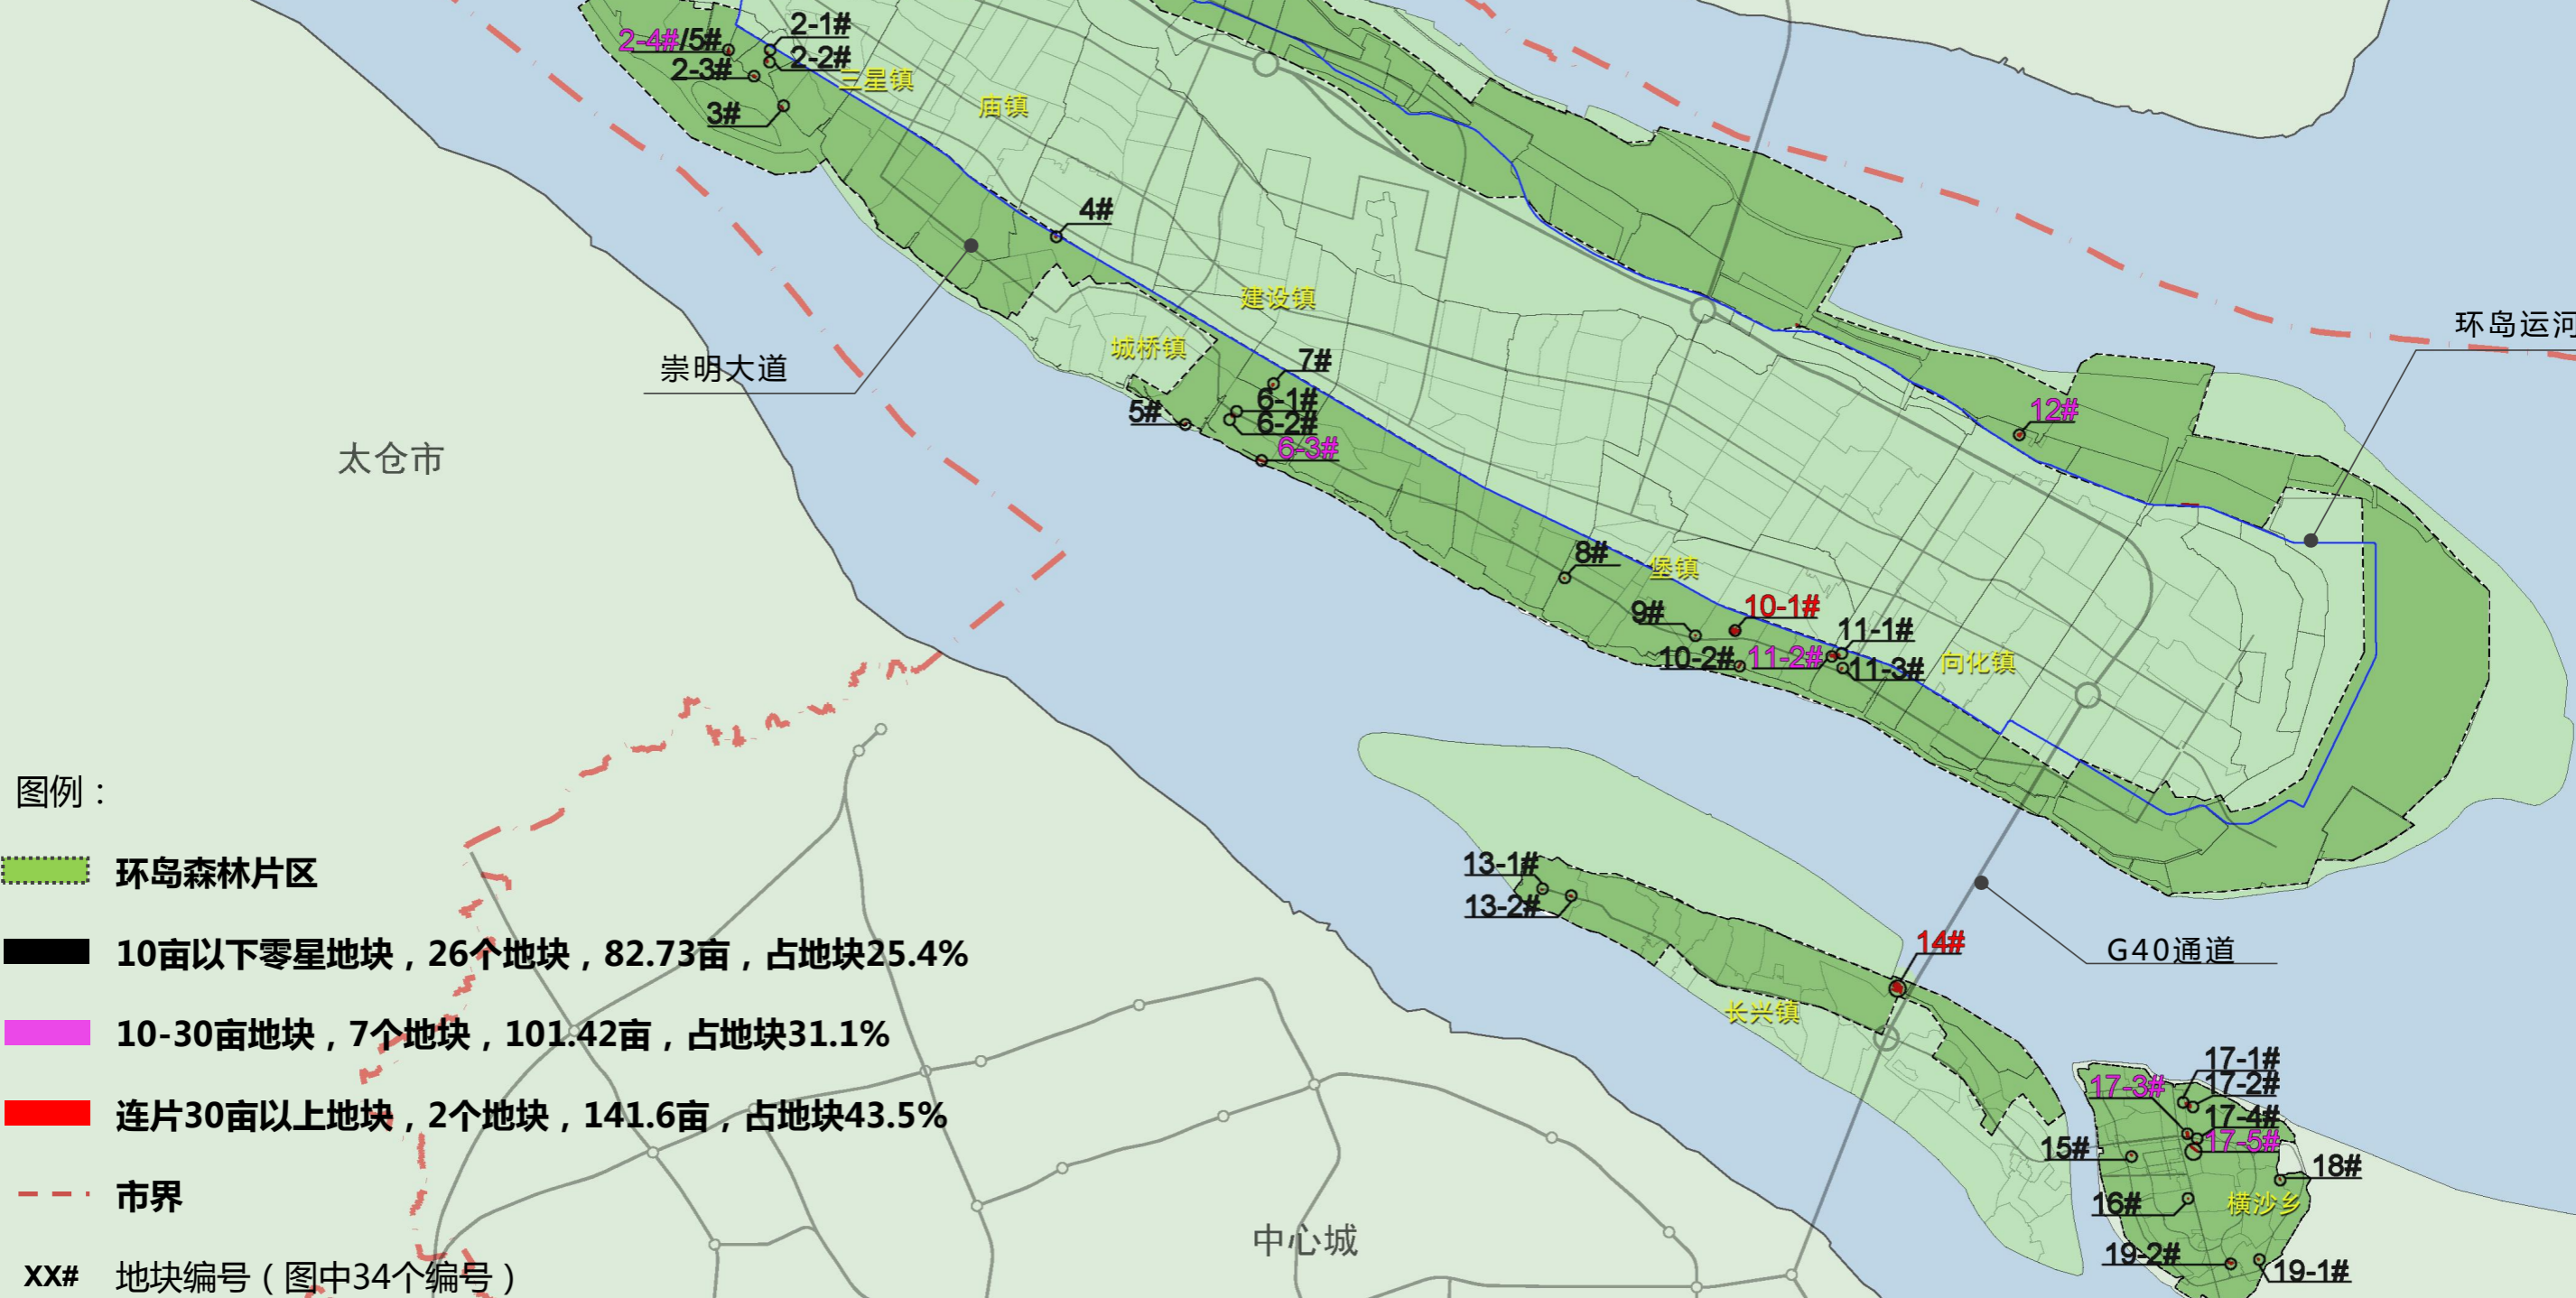 2-4#/5#
2-1#
2-2#
2-3#
3#
三星镇
庙镇
4#
建设镇
城桥镇
崇明大道
环岛运河
7#
6-1#
6-2#
6-3#
5#
12#
太仓市
8#
堡镇
9#
10-1#
10-2#
11-1#
11-2#
11-3#
向化镇
13-1#
13-2#
14#
G40通道
长兴镇
17-1#
17-2#
17-3#
17-4#
17-5#
15#
18#
16#
横沙乡
19-2#
19-1#
中心城
图例：
环岛森林片区
10亩以下零星地块，26个地块，82.73亩，占地块25.4%
10-30亩地块，7个地块，101.42亩，占地块31.1%
连片30亩以上地块，2个地块，141.6亩，占地块43.5%
市界
XX# 地块编号（图中34个编号）